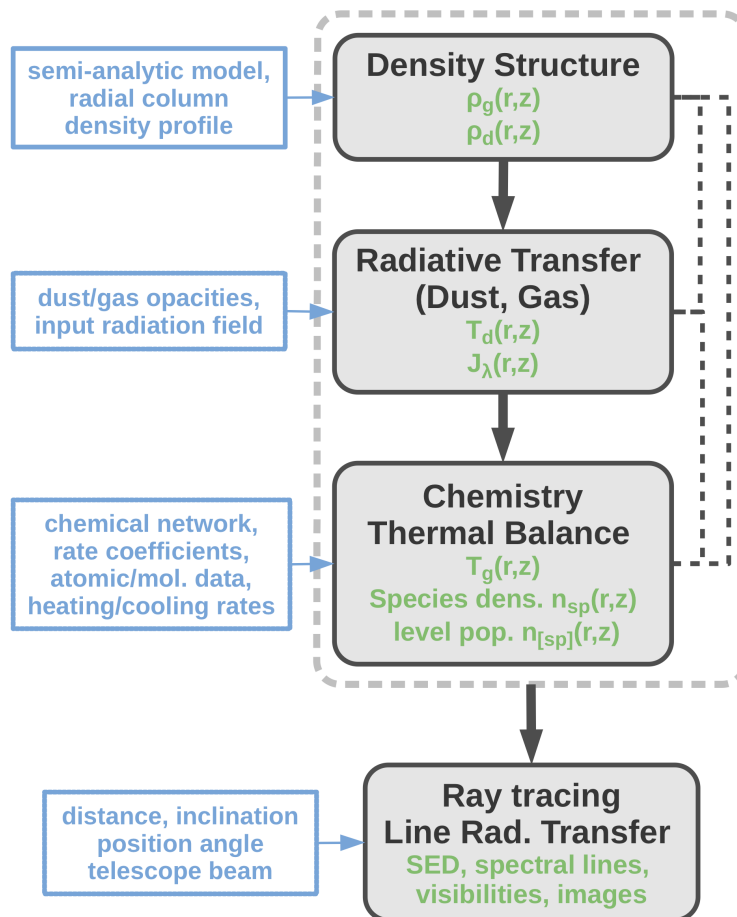 semi-analytic model,
radial column
density profile
Density Structure
ρg(r,z)
ρd(r,z)
dust/gas opacities,
input radiation field
Radiative Transfer
(Dust, Gas)
Td(r,z)
Jλ(r,z)
chemical network,
rate coefficients,
atomic/mol. data,
heating/cooling rates
Chemistry
Thermal Balance
Tg(r,z)
Species dens. nsp(r,z)
level pop. n[sp](r,z)
distance, inclination
position angle
telescope beam
Ray tracing
Line Rad. Transfer
SED, spectral lines,
visibilities, images